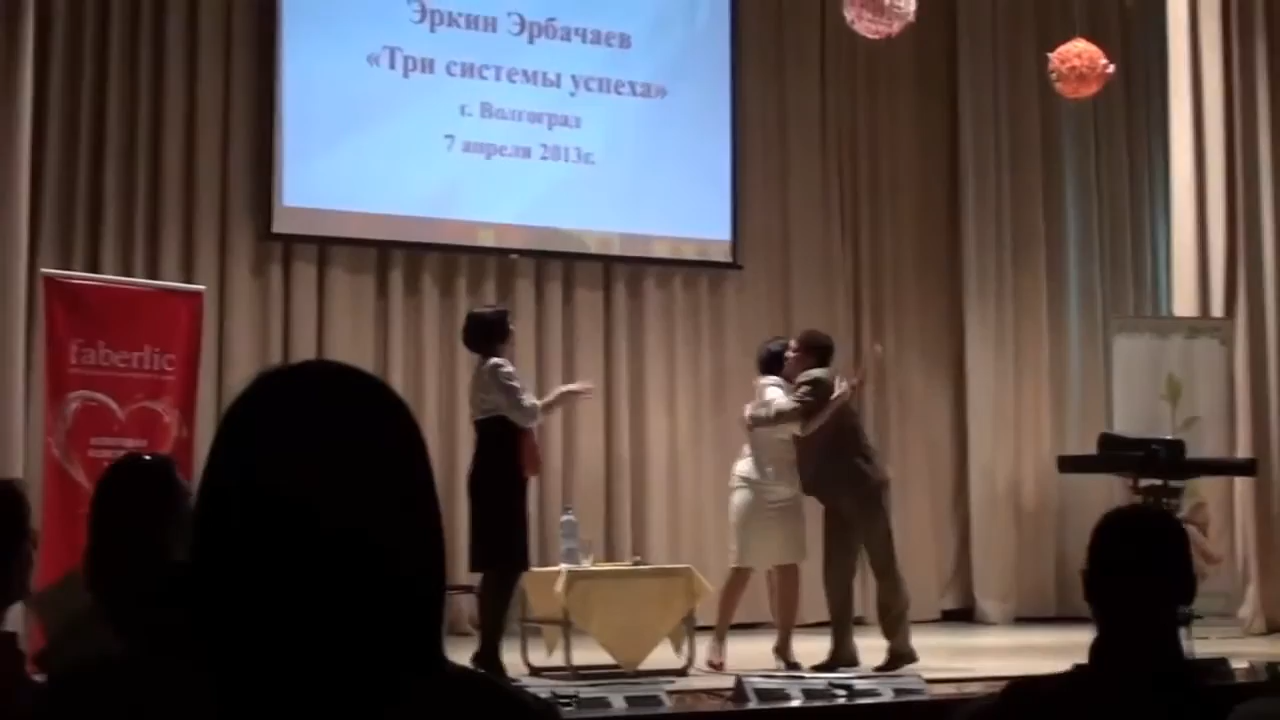 Эркин Эрбачаев
«Три системы успеха»
г. Волгоград
7 апреля 2013г.
faberlic